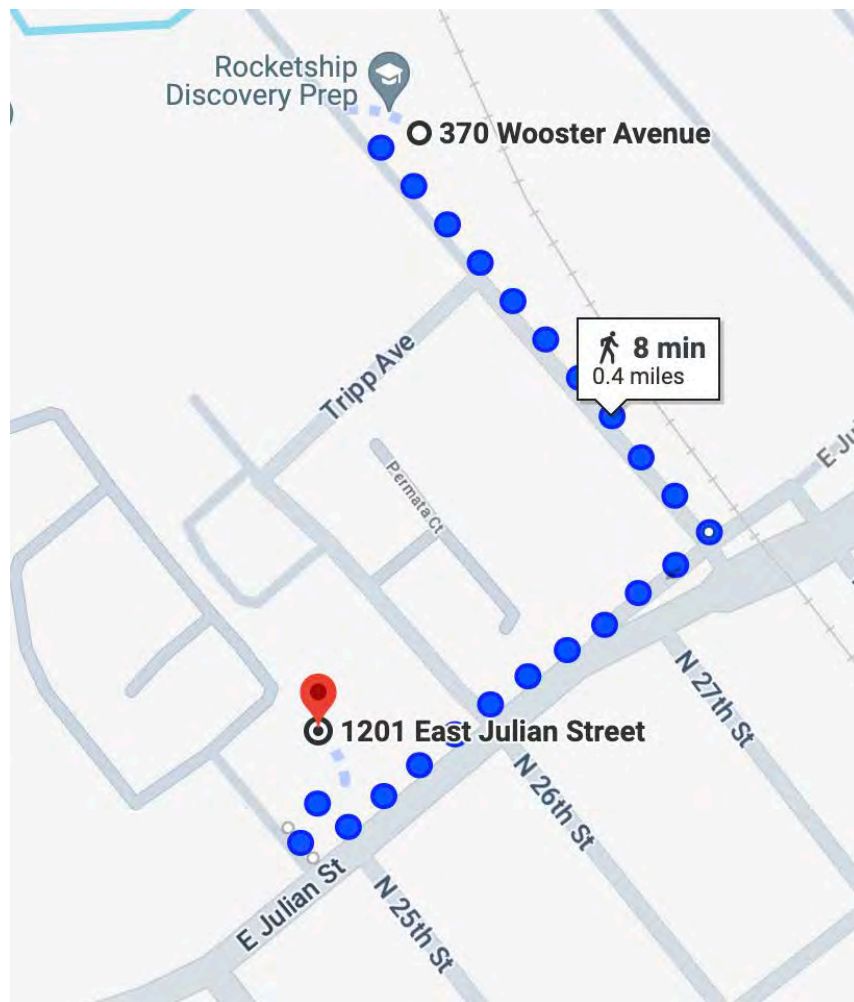 Rocketship
Discovery Prep
370 Wooster Avenue
8 min
0.4 miles
Tripp Ave
E Ju
Permata Ct
N 27th St
1201 East Julian Street
N 26th St
E Julian St
N 25th St